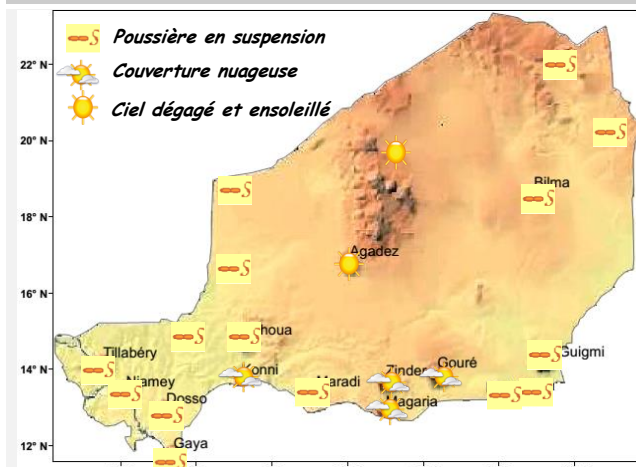 Poussière en suspension
Couverture nuageuse
Ciel dégagé et ensoleillé
22° N
20° N
18° N
16° N
14° N
12° N
Bilma
Agadez
houa
Tillabéry
Niamey
Dosso
Gaya
onni
Maradi
Zinder
Magaria
Gouré
Guigmi